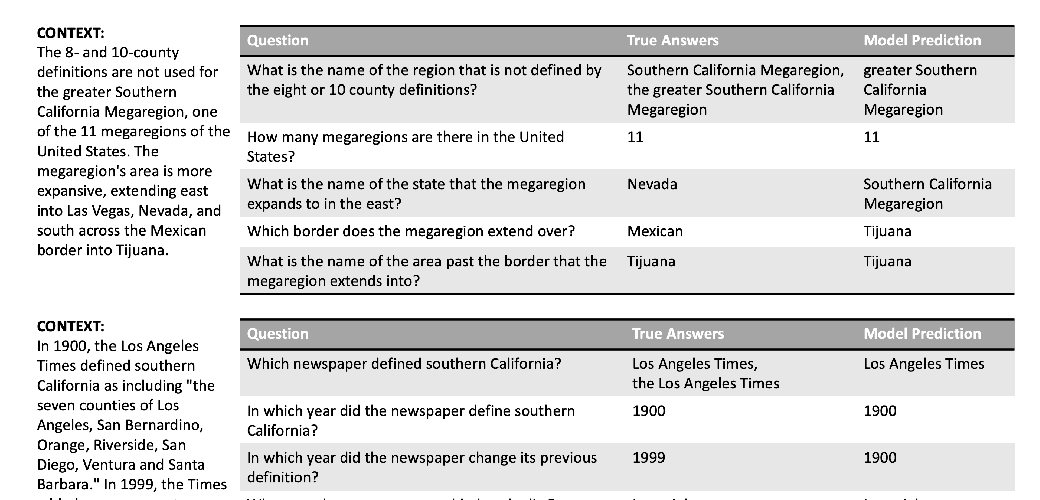 CONTEXT:
The 8- and 10-county
definitions are not used for
the greater Southern
California Megaregion, one
of the 11 megaregions of the
United States. The
megaregion's area is more
expansive, extending east
into Las Vegas, Nevada, and
south across the Mexican
border into Tijuana.
Question True Answers Model Prediction
What is the name of the region that is not defined by
the eight or 10 county definitions?
Southern California Megaregion,
the greater Southern California
Megaregion
greater Southern
California
Megaregion
How many megaregions are there in the United
States?
11
11
What is the name of the state that the megaregion
expands to in the east?
Nevada
Southern California
Megaregion
Which border does the megaregion extend over? Mexican Tijuana
What is the name of the area past the border that the
megaregion extends into?
Tijuana
Tijuana
CONTEXT:
In 1900, the Los Angeles
Times defined southern
California as including "the
seven counties of Los
Angeles, San Bernardino,
Orange, Riverside, San
Diego, Ventura and Santa
Barbara." In 1999, the Times
Question True Answers Model Prediction
Which newspaper defined southern California?
Los Angeles Times,
the Los Angeles Times
Los Angeles Times
In which year did the newspaper define southern
California?
1900
1900
In which year did the newspaper change its previous
definition?
1999
1900